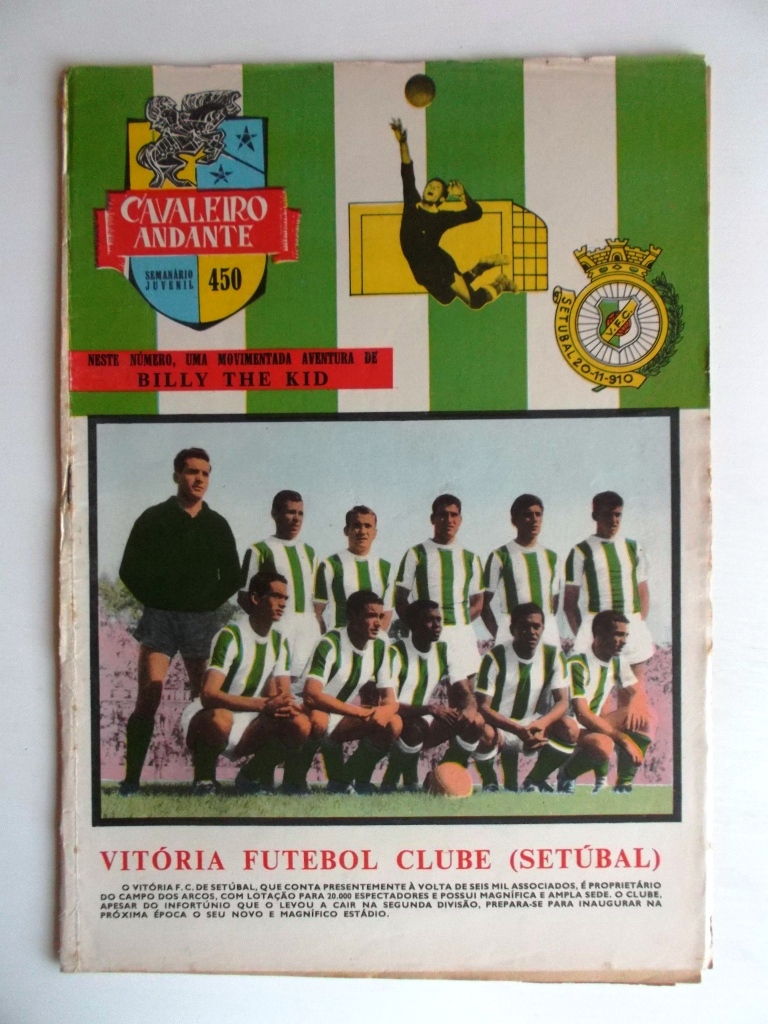 CAVALEIRO
ANDANTE
SEMANÁRIO
JUVENIL
450
V.F.C.
SETUBAL 20-11-910
NESTE NÚMERO, UMA MOVIMENTADA AVENTURA DE
BILLY THE KID
VITÓRIA FUTEBOL CLUBE (SETÚBAL)
O VITÓRIA F. C. DE SETÚBAL, QUE CONTA PRESENTEMENTE À VOLTA DE SEIS MIL ASSOCIADOS, É PROPRIETÁRIO
DO CAMPO DOS ARCOS, COM LOTAÇÃO PARA 20.000 ESPECTADORES E POSSUI MAGNÍFICA E AMPLA SEDE. O CLUBE,
APESAR DO INFORTÚNIO QUE O LEVOU A CAIR NA SEGUNDA DIVISÃO, PREPARA-SE PARA INAUGURAR NA
PRÓXIMA ÉPOCA O SEU NOVO E MAGNÍFICO ESTÁDIO.